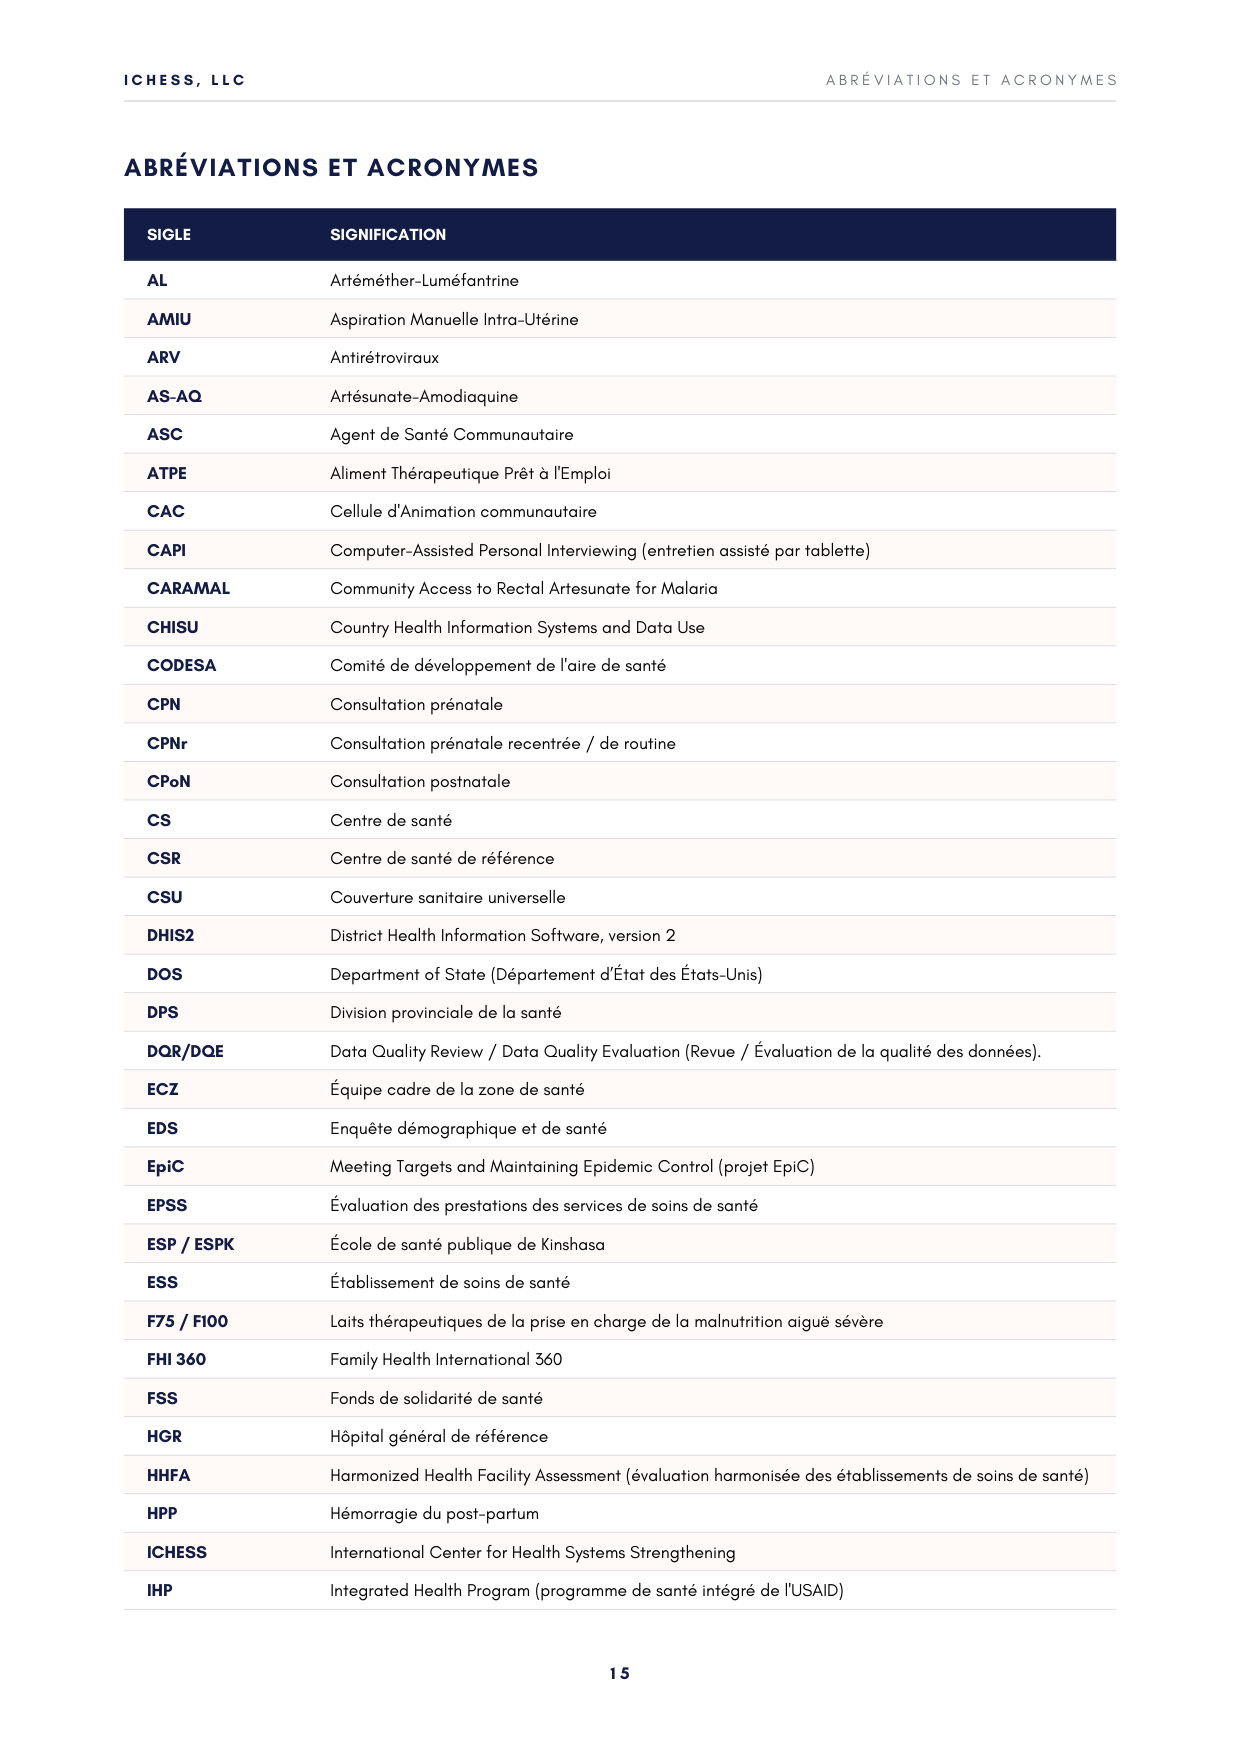 ICHESS, LLC
ABRÉVIATIONS ET ACRONYMES
ABRÉVIATIONS ET ACRONYMES
SIGLE SIGNIFICATION
AL Artéméther-Luméfantrine
AMIU Aspiration Manuelle Intra-Utérine
ARV Antirétroviraux
AS-AQ Artésunate-Amodiaquine
ASC Agent de Santé Communautaire
ATPE Aliment Thérapeutique Prêt à l'Emploi
CAC Cellule d'Animation communautaire
CAPI Computer-Assisted Personal Interviewing (entretien assisté par tablette)
CARAMAL Community Access to Rectal Artesunate for Malaria
CHISU Country Health Information Systems and Data Use
CODESA Comité de développement de l'aire de santé
CPN Consultation prénatale
CPNr Consultation prénatale recentrée / de routine
CPoN Consultation postnatale
CS Centre de santé
CSR Centre de santé de référence
CSU Couverture sanitaire universelle
DHIS2 District Health Information Software, version 2
DOS Department of State (Département d’État des États-Unis)
DPS Division provinciale de la santé
DQR/DQE Data Quality Review / Data Quality Evaluation (Revue / Évaluation de la qualité des données).
ECZ Équipe cadre de la zone de santé
EDS Enquête démographique et de santé
EpiC Meeting Targets and Maintaining Epidemic Control (projet EpiC)
EPSS Évaluation des prestations des services de soins de santé
ESP / ESPK École de santé publique de Kinshasa
ESS Établissement de soins de santé
F75 / F100 Laits thérapeutiques de la prise en charge de la malnutrition aiguë sévère
FHI 360 Family Health International 360
FSS Fonds de solidarité de santé
HGR Hôpital général de référence
HHFA Harmonized Health Facility Assessment (évaluation harmonisée des établissements de soins de santé)
HPP Hémorragie du post-partum
ICHESS International Center for Health Systems Strengthening
IHP Integrated Health Program (programme de santé intégré de l'USAID)
15